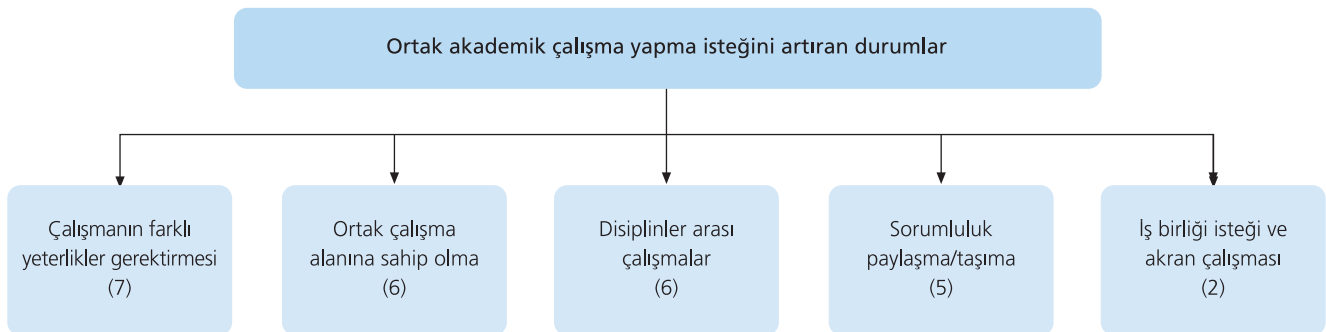 Ortak akademik çalışma yapma isteğini artıran durumlar
Çalışmanın farklı
yeterlikler gerektirmesi
(7)
Ortak çalışma
alanına sahip olma
(6)
Disiplinler arası
çalışmalar
(6)
Sorumluluk
paylaşma/taşıma
(5)
İş birliği isteği ve
akran çalışması
(2)